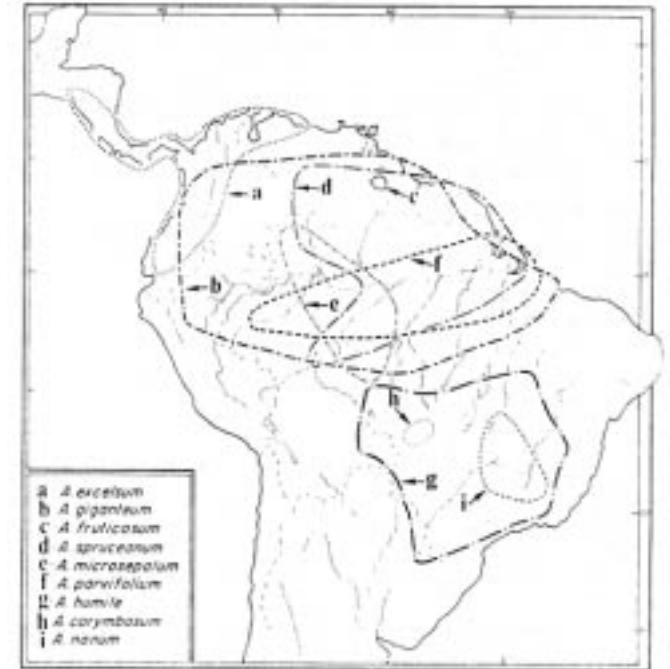 a
d
c
f
b
e
h
g
i
a A. excelsum
b A. giganteum
c A. fruticosum
d A. spruceanum
e A. microsepalum
f A. parvifolium
g A. humile
h A. corymbosum
i A. nanum